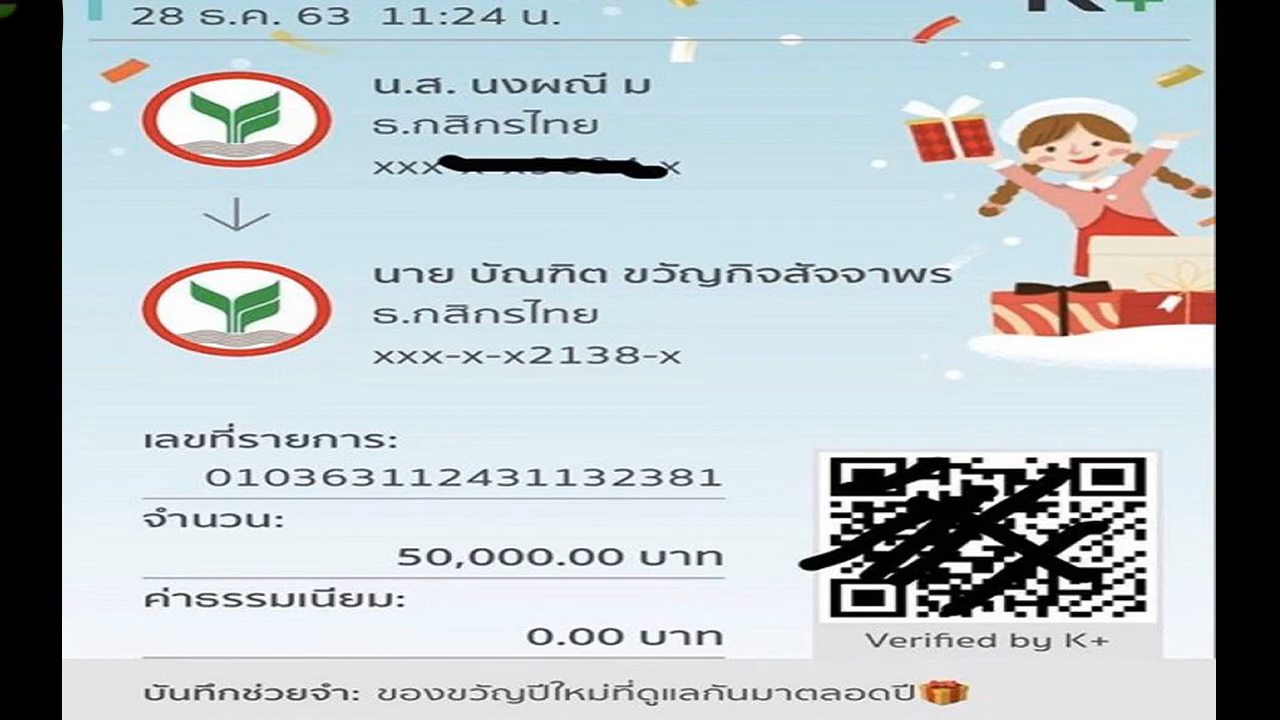 28 ธ.ค. 63 11:24 น.
K+
น.ส. นงผณี ม
ธ.กสิกรไทย
xxx x
นาย บัณฑิต ขวัญกิจสัจจาพร
ธ.กสิกรไทย
xxx-x-x2138-x
เลขที่รายการ:
010363112431132381
จำนวน:
50,000.00 บาท
ค่าธรรมเนียม:
0.00 บาท
Verified by K+
บันทึกช่วยจำ: ของขวัญปีใหม่ที่ดูแลกันมาตลอดปี🎁